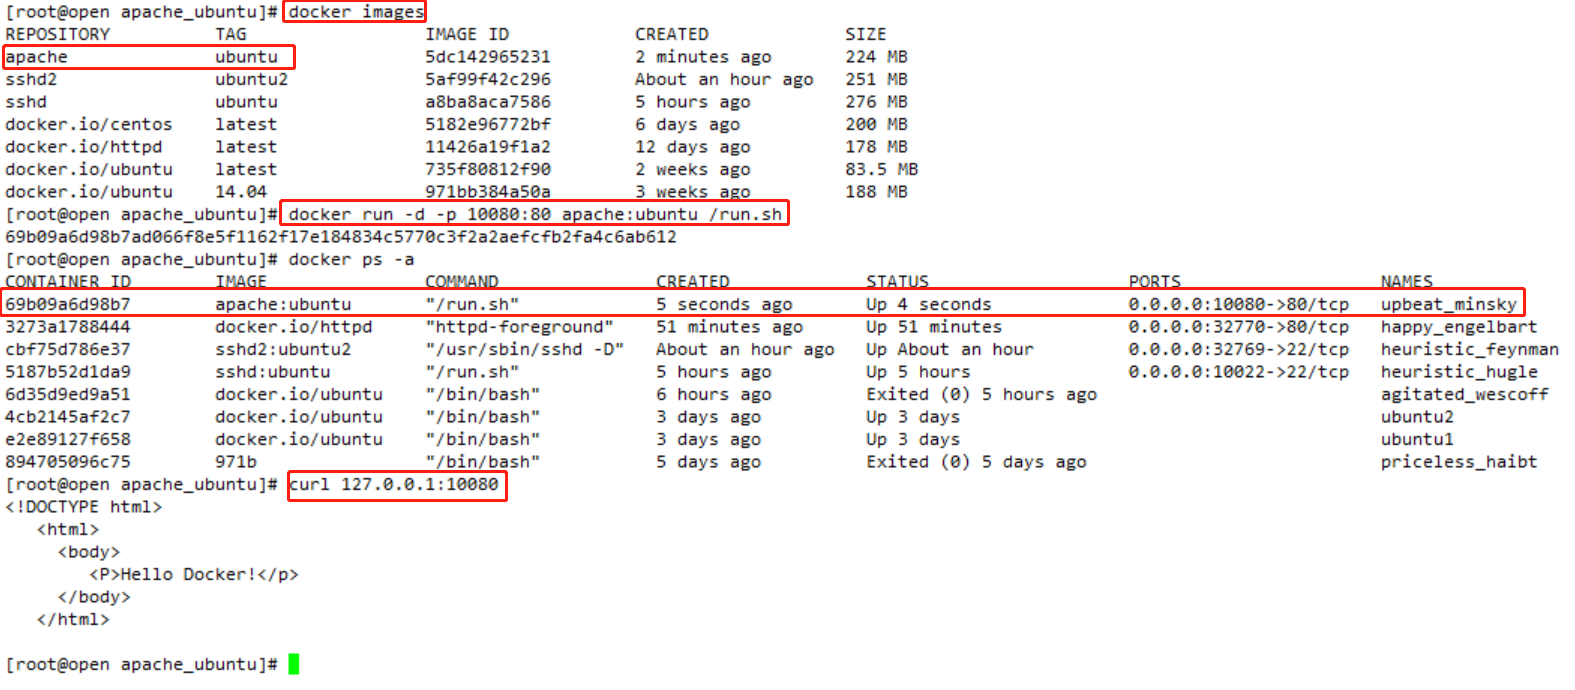 [root@open apache_ubuntu]# docker images
REPOSITORY TAG IMAGE ID CREATED SIZE
apache ubuntu 5dc142965231 2 minutes ago 224 MB
sshd2 ubuntu2 5af99f42c296 About an hour ago 251 MB
sshd ubuntu a8ba8aca7586 5 hours ago 276 MB
docker.io/centos latest 5182e96772bf 6 days ago 200 MB
docker.io/httpd latest 11426a19f1a2 12 days ago 178 MB
docker.io/ubuntu latest 735f80812f90 2 weeks ago 83.5 MB
docker.io/ubuntu 14.04 971bb384a50a 3 weeks ago 188 MB
[root@open apache_ubuntu]# docker run -d -p 10080:80 apache:ubuntu /run.sh
69b09a6d98b7ad066f8e5f1162f17e184834c5770c3f2a2aefcfb2fa4c6ab612
[root@open apache_ubuntu]# docker ps -a
CONTAINER ID IMAGE COMMAND CREATED STATUS PORTS NAMES
69b09a6d98b7 apache:ubuntu "/run.sh" 5 seconds ago Up 4 seconds 0.0.0.0:10080->80/tcp upbeat_minsky
3273a1788444 docker.io/httpd "httpd-foreground" 51 minutes ago Up 51 minutes 0.0.0.0:32770->80/tcp happy_engelbart
cbf75d786e37 sshd2:ubuntu2 "/usr/sbin/sshd -D" About an hour ago Up About an hour 0.0.0.0:32769->22/tcp heuristic_feynman
5187b52d1da9 sshd:ubuntu "/run.sh" 5 hours ago Up 5 hours 0.0.0.0:10022->22/tcp heuristic_hugle
6d35d9ed9a51 docker.io/ubuntu "/bin/bash" 6 hours ago Exited (0) 5 hours ago agitated_wescoff
4cb2145af2c7 docker.io/ubuntu "/bin/bash" 3 days ago Up 3 days ubuntu2
e2e89127f658 docker.io/ubuntu "/bin/bash" 3 days ago Up 3 days ubuntu1
894705096c75 971b "/bin/bash" 5 days ago Exited (0) 5 days ago priceless_haibt
[root@open apache_ubuntu]# curl 127.0.0.1:10080
<!DOCTYPE html>
<html>
<body>
<P>Hello Docker!</p>
</body>
</html>
[root@open apache_ubuntu]#